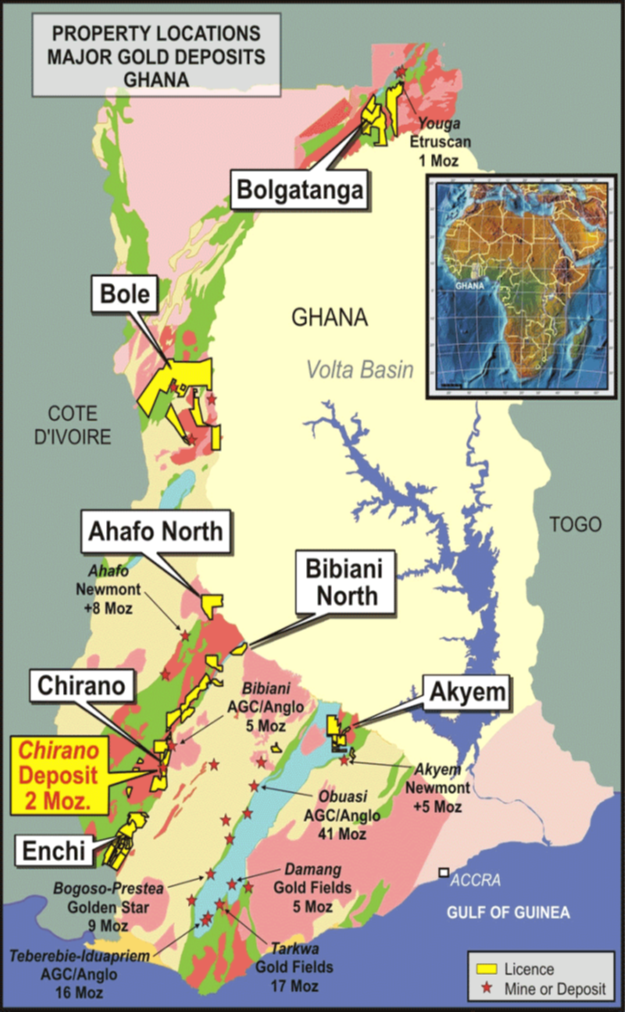 PROPERTY LOCATIONS
MAJOR GOLD DEPOSITS
GHANA
Youga
Etruscan
1 Moz
Bolgatanga
GHANA
Bole
GHANA
Volta Basin
COTE
D'IVOIRE
TOGO
Ahafo North
Bibiani
North
Ahafo
Newmont
+8 Moz
Chirano
Bibiani
AGC/Anglo
5 Moz
Akyem
Chirano
Deposit
2 Moz.
Akyem
Newmont
+5 Moz
Obuasi
AGC/Anglo
41 Moz
Enchi
Damang
Gold Fields
5 Moz
ACCRA
Bogoso-Prestea
Golden Star
9 Moz
GULF OF GUINEA
Teberebie-Iduapriem
AGC/Anglo
16 Moz
Tarkwa
Gold Fields
17 Moz
Licence
Mine or Deposit